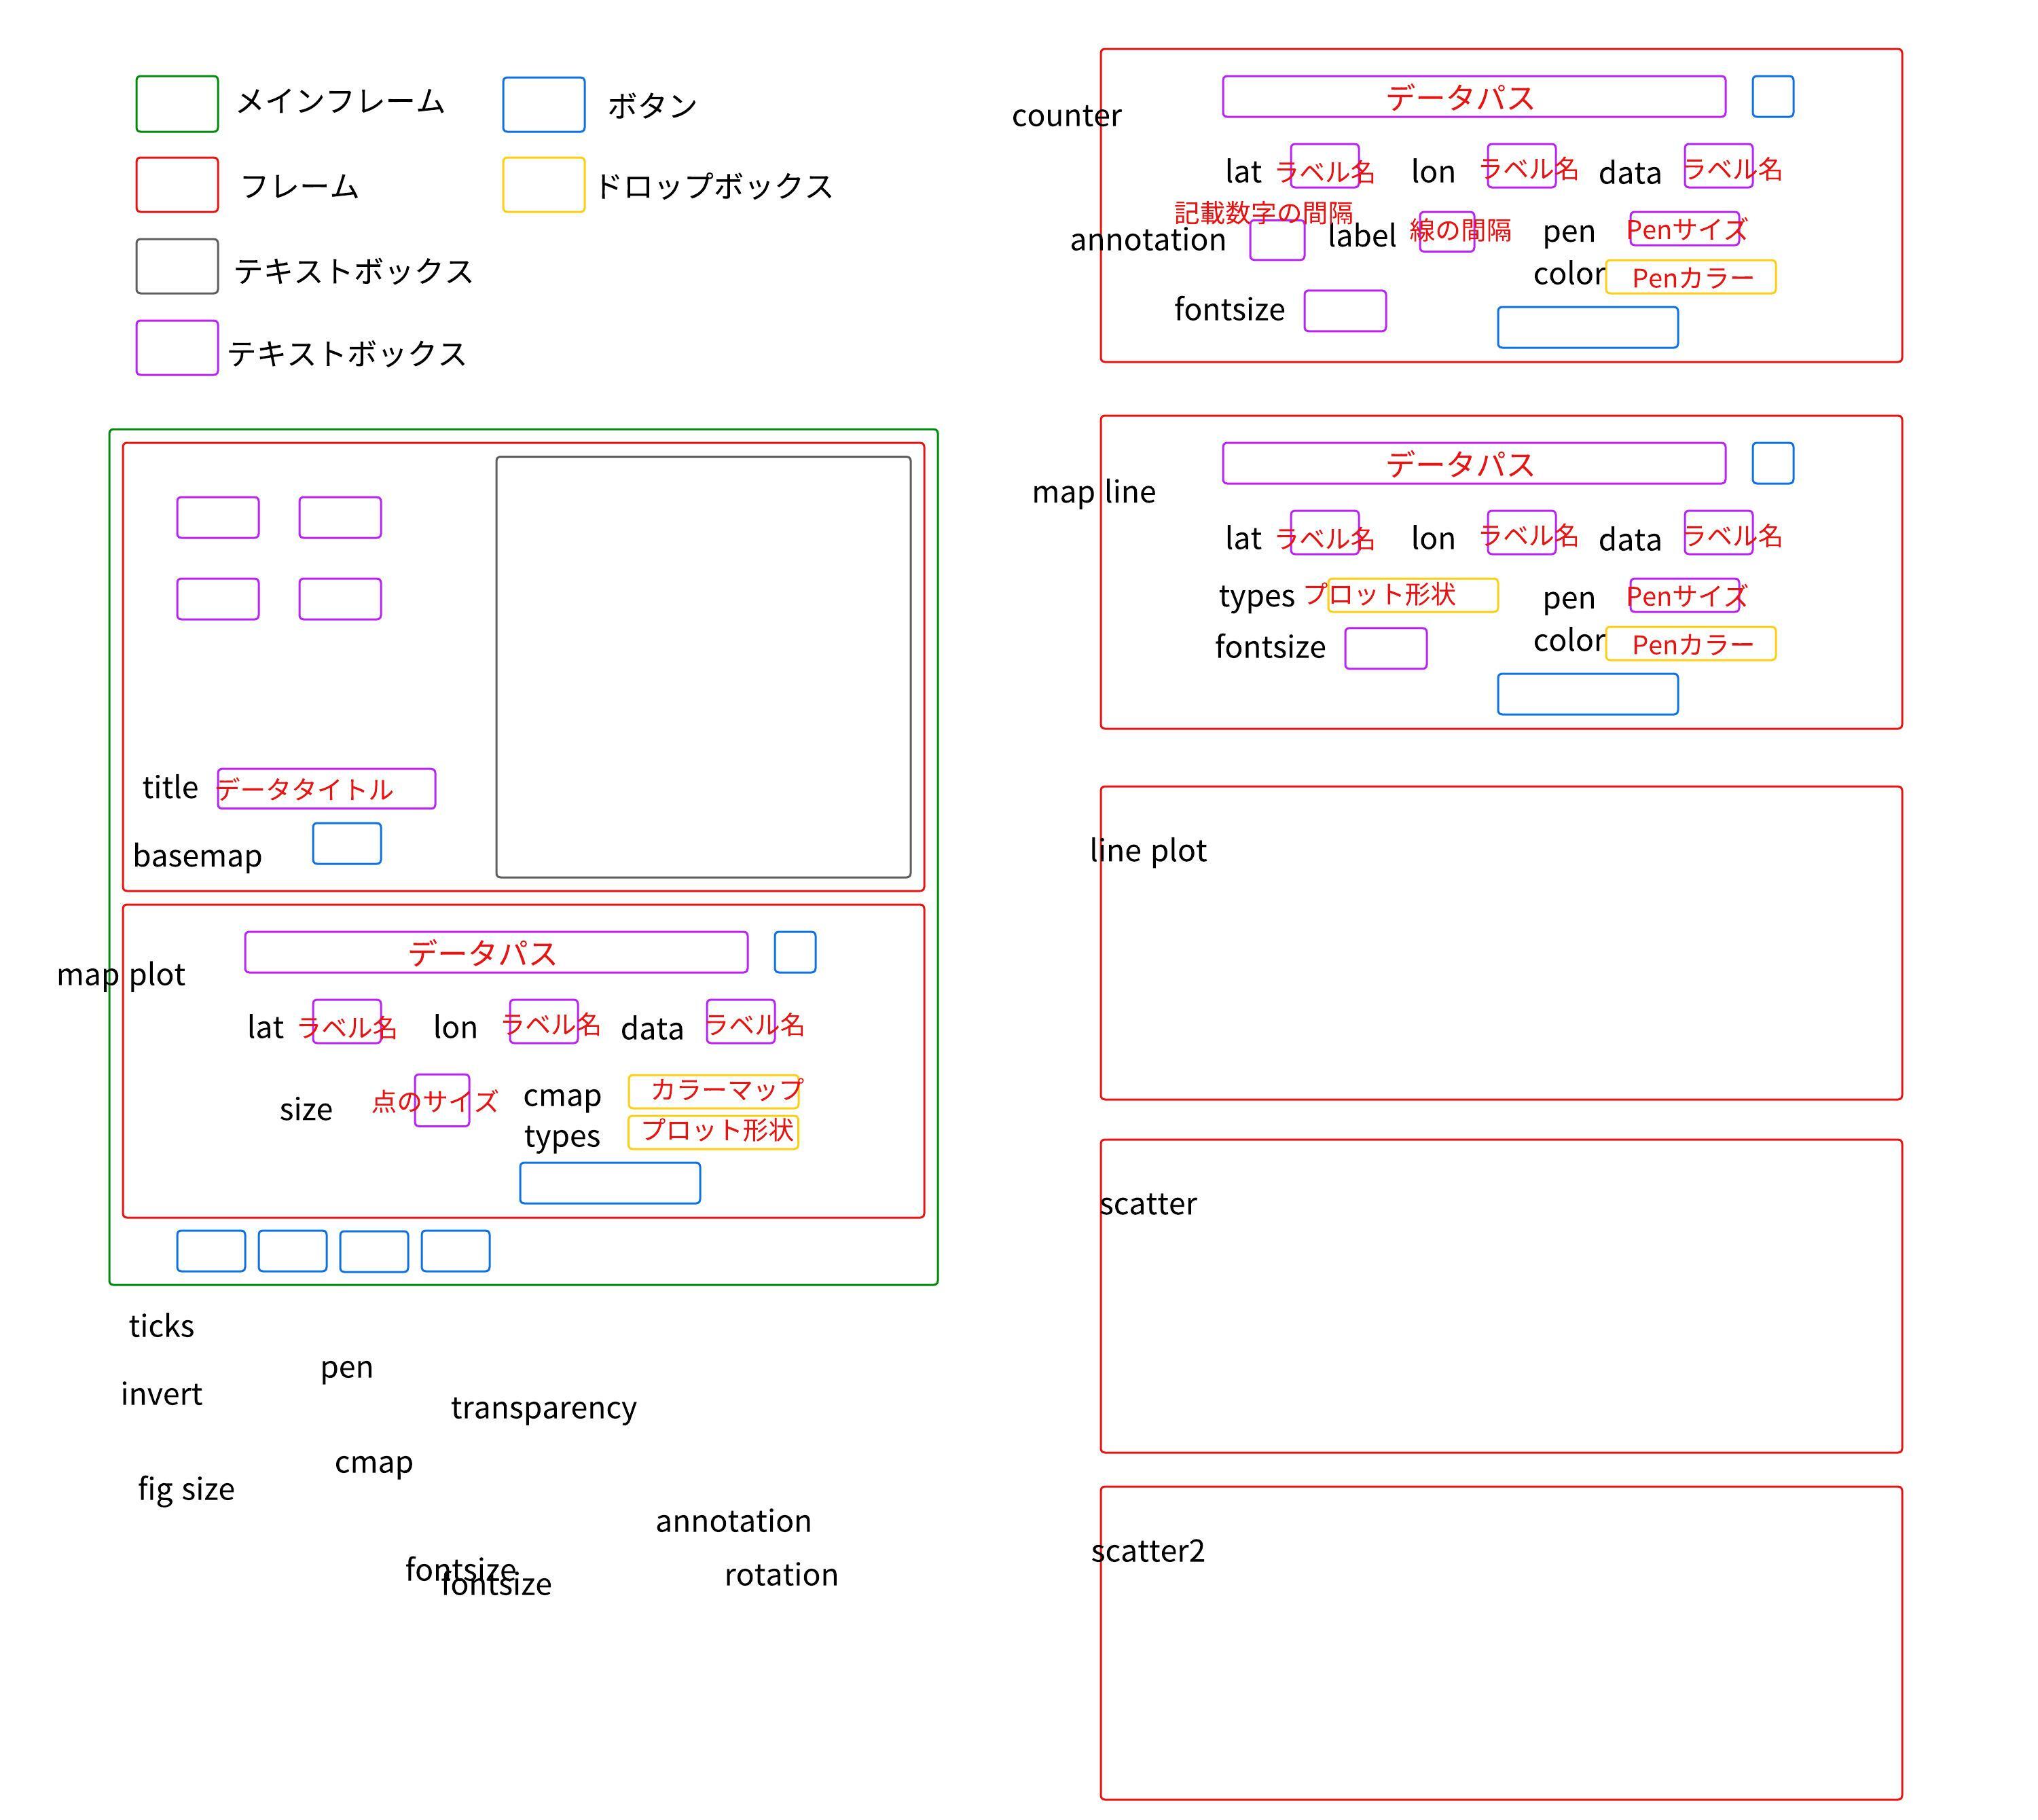 メインフレーム
ボタン
フレーム
ドロップボックス
テキストボックス
テキストボックス
title データタイトル
basemap
map plot
データパス
lat ラベル名 lon ラベル名 data ラベル名
size 点のサイズ cmap カラーマップ
types プロット形状
ticks
pen
invert
transparency
cmap
fig size
annotation
fontsize
fontsize
rotation
counter
データパス
lat ラベル名 lon ラベル名 data ラベル名
記載数字の間隔
annotation label 線の間隔 pen Penサイズ
color Penカラー
fontsize
map line
データパス
lat ラベル名 lon ラベル名 data ラベル名
types プロット形状 pen Penサイズ
fontsize color Penカラー
line plot
scatter
scatter2